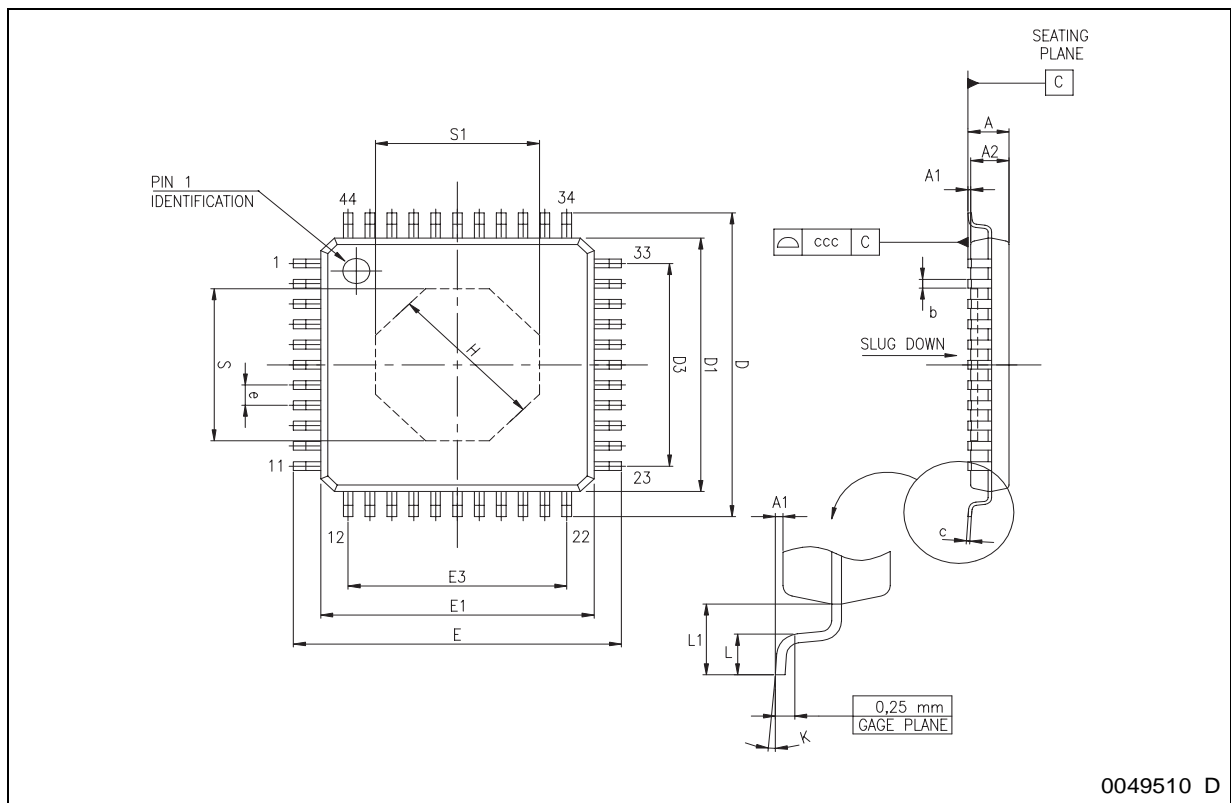 SEATING
PLANE
C
A
S1
A2
PIN 1
IDENTIFICATION
A1
44
34
ccc
C
1
33
b
SLUG DOWN
S
H
D3
D1
D
e
11
23
A1
c
12
22
E3
E1
L1
L
E
0,25 mm
GAGE PLANE
K
0049510 D